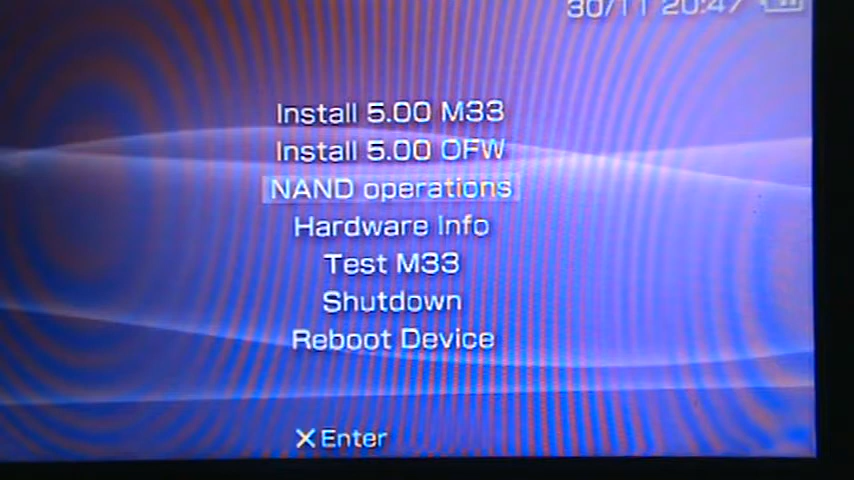 30/11 20:47
Install 5.00 M33
Install 5.00 OFW
NAND operations
Hardware Info
Test M33
Shutdown
Reboot Device
XEnter